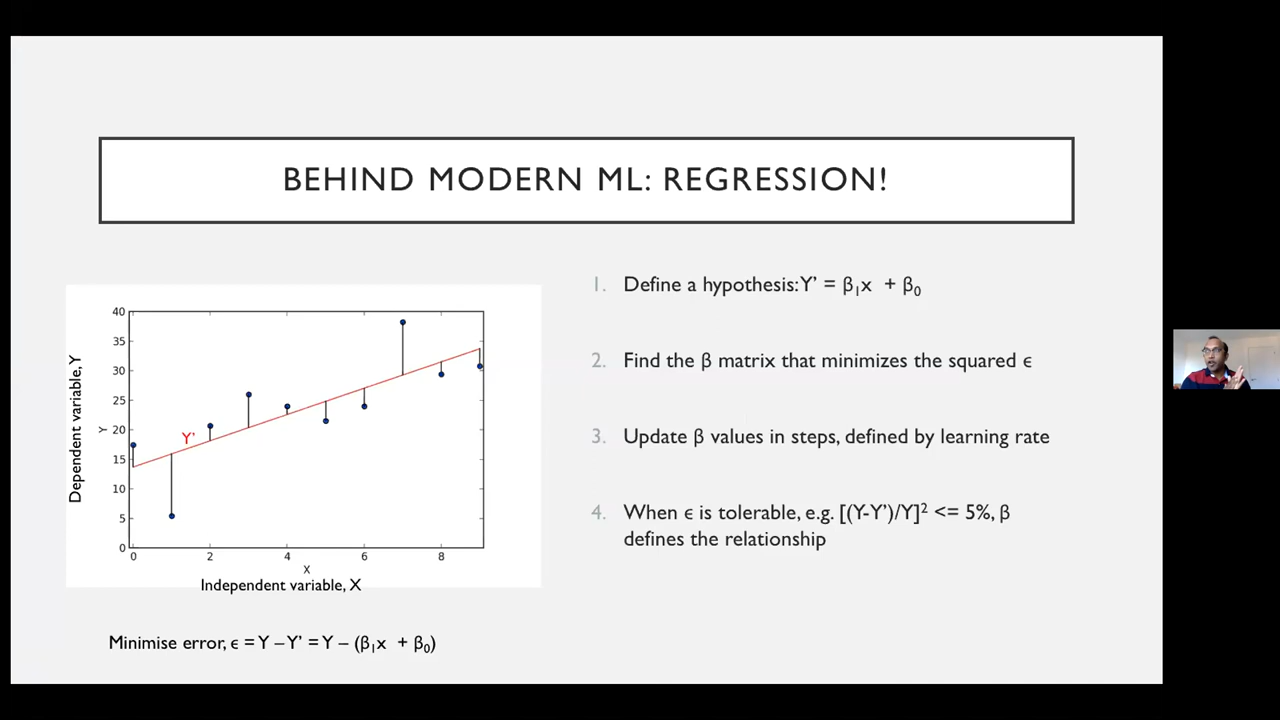 BEHIND MODERN ML: REGRESSION!
40
35
30
25
20
15
10
5
0
Dependent variable, Y
Y
Y'
0 2 4 6 8
X
Independent variable, X
Minimise error, ϵ = Y – Y' = Y – (β₁x + β₀)
1. Define a hypothesis: Y' = β₁x + β₀
2. Find the β matrix that minimizes the squared ϵ
3. Update β values in steps, defined by learning rate
4. When ϵ is tolerable, e.g. [(Y-Y')/Y]² <= 5%, β
defines the relationship